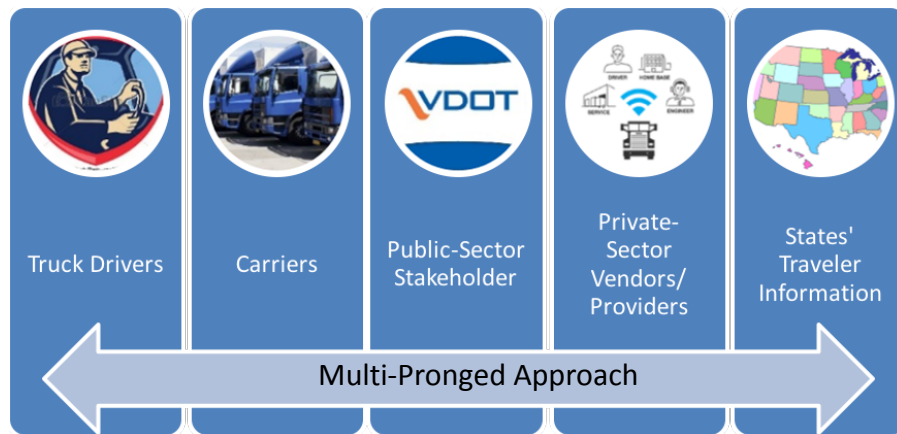 VDOT
DRIVER
HOME BASE
SERVICE
ENGINEER
Truck Drivers
Carriers
Public-Sector
Stakeholder
Private-
Sector
Vendors/
Providers
States'
Traveler
Information
Multi-Pronged Approach